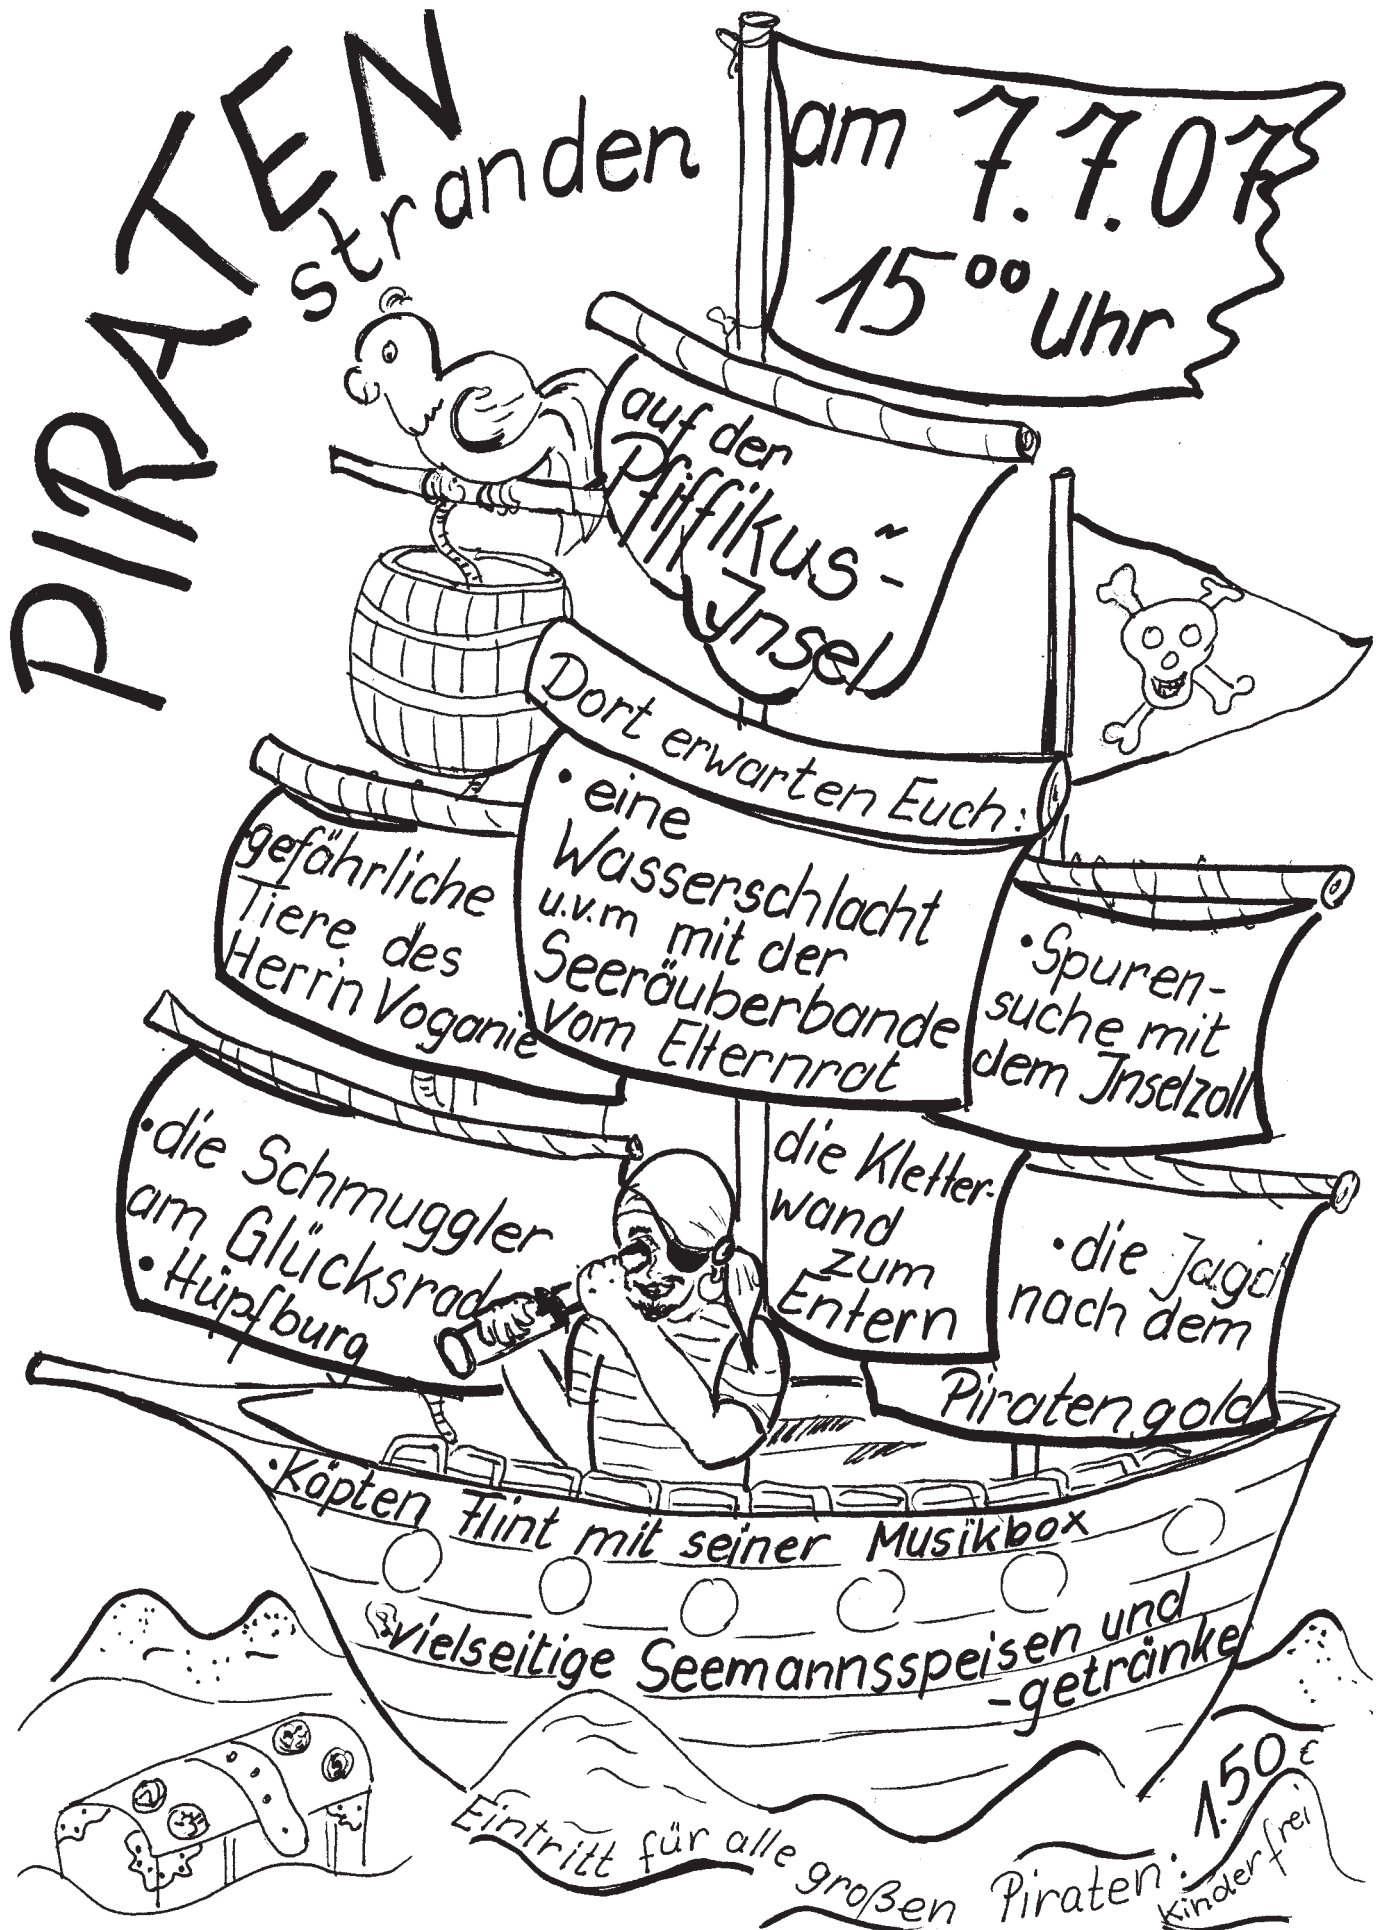 PIRATEN
stranden
am 7.7.07
15⁰⁰ Uhr
auf der
Pfiffikus"-
Jnsel
Dort erwarten Euch:
• eine
Wasserschlacht
u.v.m mit der
Seeräuberbande
vom Elternrat
gefährliche
Tiere des
Herrn Voganie
• Spuren-
suche mit
dem Jnselzoll
• die Schmuggler
am Glücksrad
• Hüpfburg
die Kletter-
wand
zum
Entern
• die Jagd
nach dem
Piratengold
• Käpten Flint mit seiner Musikbox
vielseitige Seemannsspeisen und
-getränke
Eintritt für alle großen Piraten:
1.50 €
Kinder frei